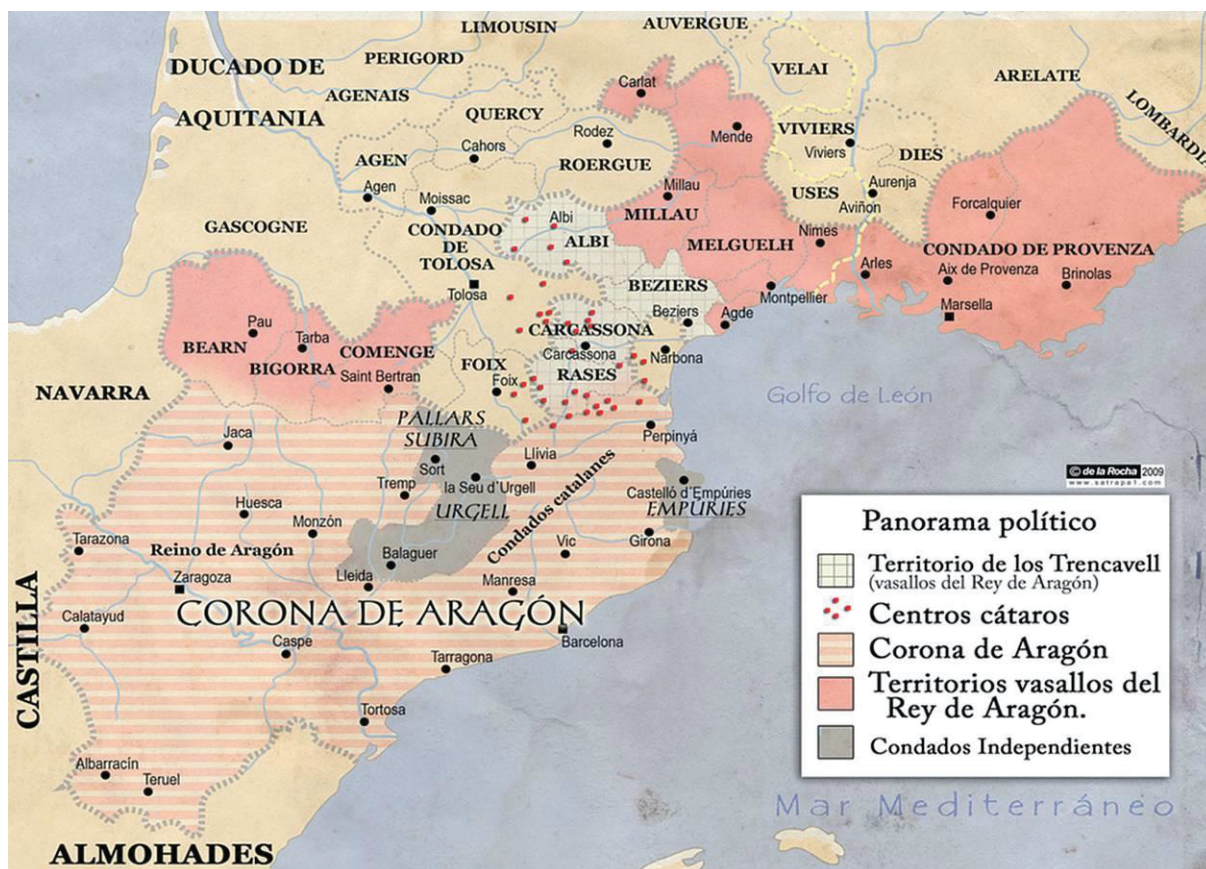 LIMOUSIN
AUVERGUE
DUCADO DE
AQUITANIA
PERIGORD
AGENAIS
QUERCY
Carlat
VELAI
ARELATE
LOMBARDIA
AGEN
Cahors
Rodez
ROERGUE
Mende
VIVIERS
Viviers
DIES
Agen
Moissac
Millau
MILLAU
USES
Aurenja
Aviñon
Forcalquier
GASCOGNE
CONDADO
DE
TOLOSA
Tolosa
Albi
ALBI
MELGUELH
Nimes
CONDADO DE PROVENZA
Arles
Aix de Provenza
Brinolas
Marsella
BEZIERS
Beziers
Agde
Montpellier
Pau
BEARN
Tarba
BIGORRA
COMENGE
Saint Bertran
CARCASSONA
Carcassona
RASES
Narbona
FOIX
Foix
NAVARRA
Golfo de León
PALLARS
SUBIRA
Jaca
Sort
la Seu d´Urgell
Llívia
Perpinyá
Tremp
URGELL
Condados catalanes
Castelló d´Empúries
EMPÚRIES
Huesca
Monzón
Tarazona
Reino de Aragón
Balaguer
Vic
Girona
Zaragoza
Lleida
Manresa
CORONA DE ARAGÓN
Calatayud
Caspe
Barcelona
Tarragona
CASTILLA
Tortosa
Albarracín
Teruel
ALMOHADES
© de la Rocha 2009
www.satrapa1.com
Panorama político
Territorio de los Trencavell
(vasallos del Rey de Aragón)
Centros cátaros
Corona de Aragón
Territorios vasallos del
Rey de Aragón.
Condados Independientes
Mar Mediterráneo